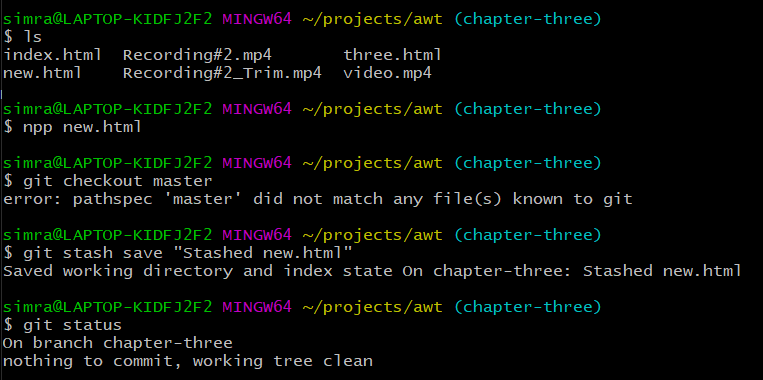 simra@LAPTOP-KIDFJ2F2 MINGW64 ~/projects/awt (chapter-three)
$ ls
index.html  Recording#2.mp4       three.html
new.html    Recording#2_Trim.mp4  video.mp4
simra@LAPTOP-KIDFJ2F2 MINGW64 ~/projects/awt (chapter-three)
$ npp new.html
simra@LAPTOP-KIDFJ2F2 MINGW64 ~/projects/awt (chapter-three)
$ git checkout master
error: pathspec 'master' did not match any file(s) known to git
simra@LAPTOP-KIDFJ2F2 MINGW64 ~/projects/awt (chapter-three)
$ git stash save "Stashed new.html"
Saved working directory and index state On chapter-three: Stashed new.html
simra@LAPTOP-KIDFJ2F2 MINGW64 ~/projects/awt (chapter-three)
$ git status
On branch chapter-three
nothing to commit, working tree clean